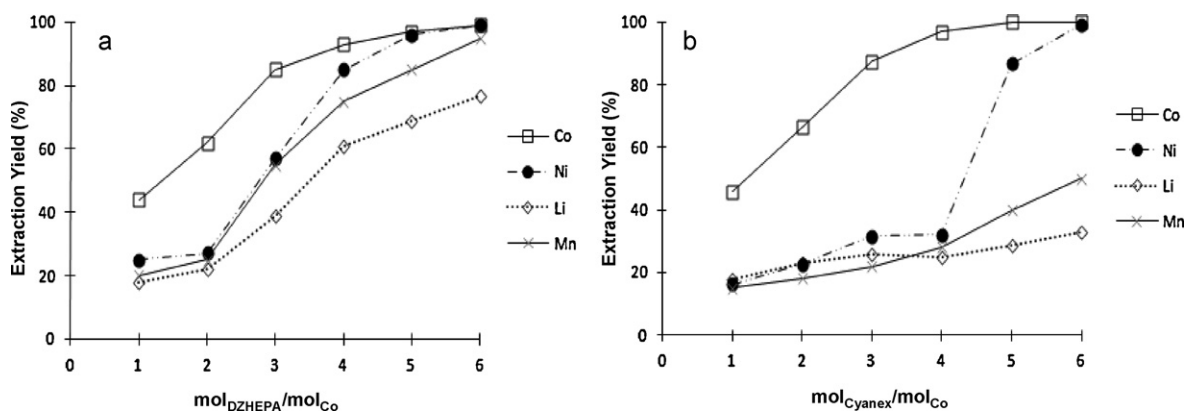 a
100
80
60
40
20
0
Extraction Yield (%)
0 1 2 3 4 5 6
molDZHEPA/molCo
Co
Ni
Li
Mn
b
100
80
60
40
20
0
Extraction Yield (%)
0 1 2 3 4 5 6
molCyanex/molCo
Co
Ni
Li
Mn